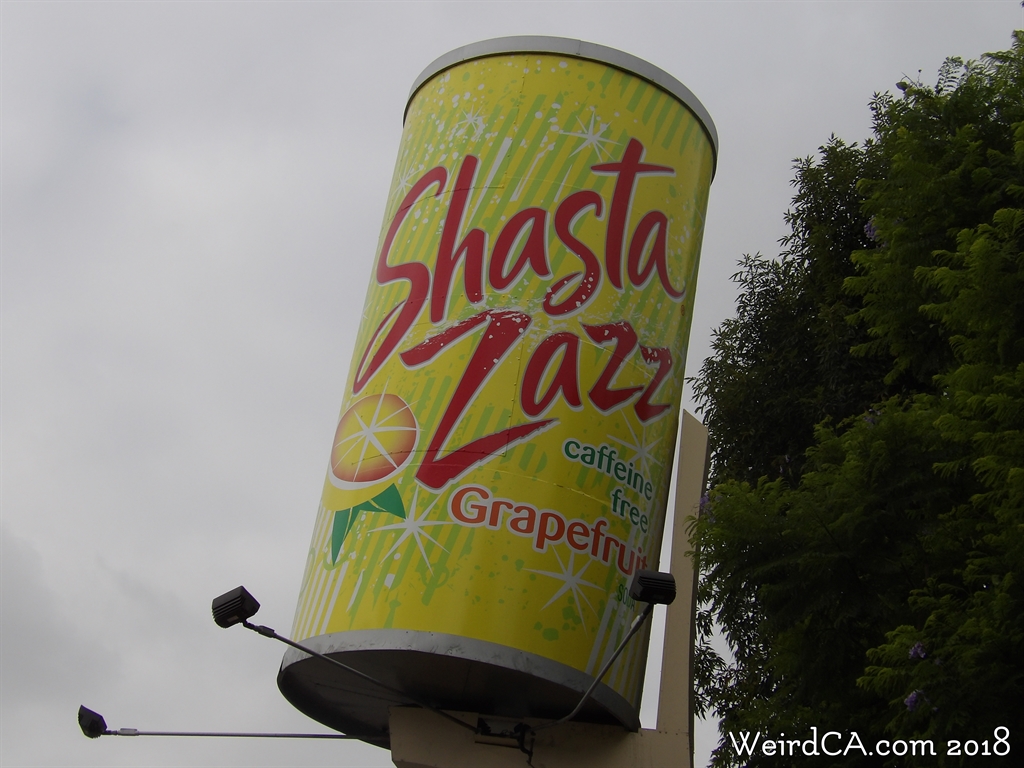 Shasta
Zazz
caffeine
free
Grapefruit
WeirdCA.com 2018